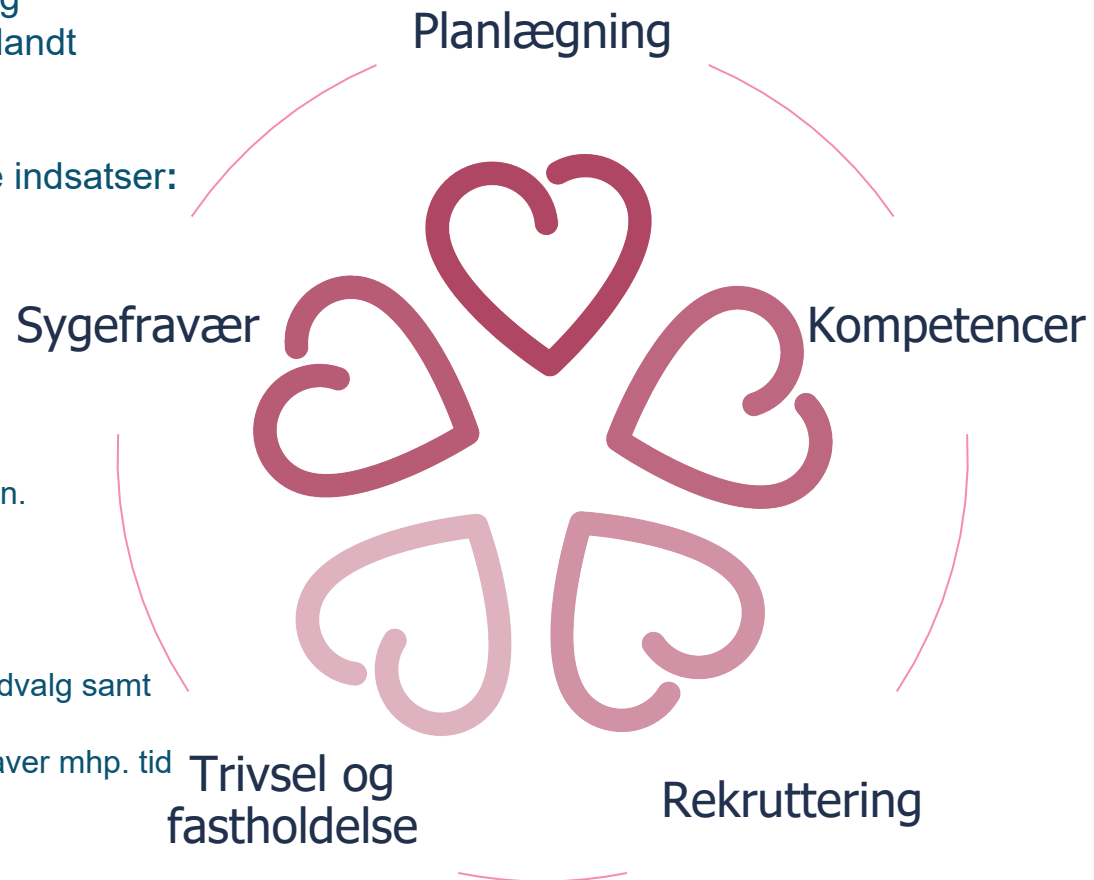 g
landt
e indsatser:
n.
dvalg samt
aver mhp. tid
Planlægning
Sygefravær
Kompetencer
Trivsel og
fastholdelse
Rekruttering